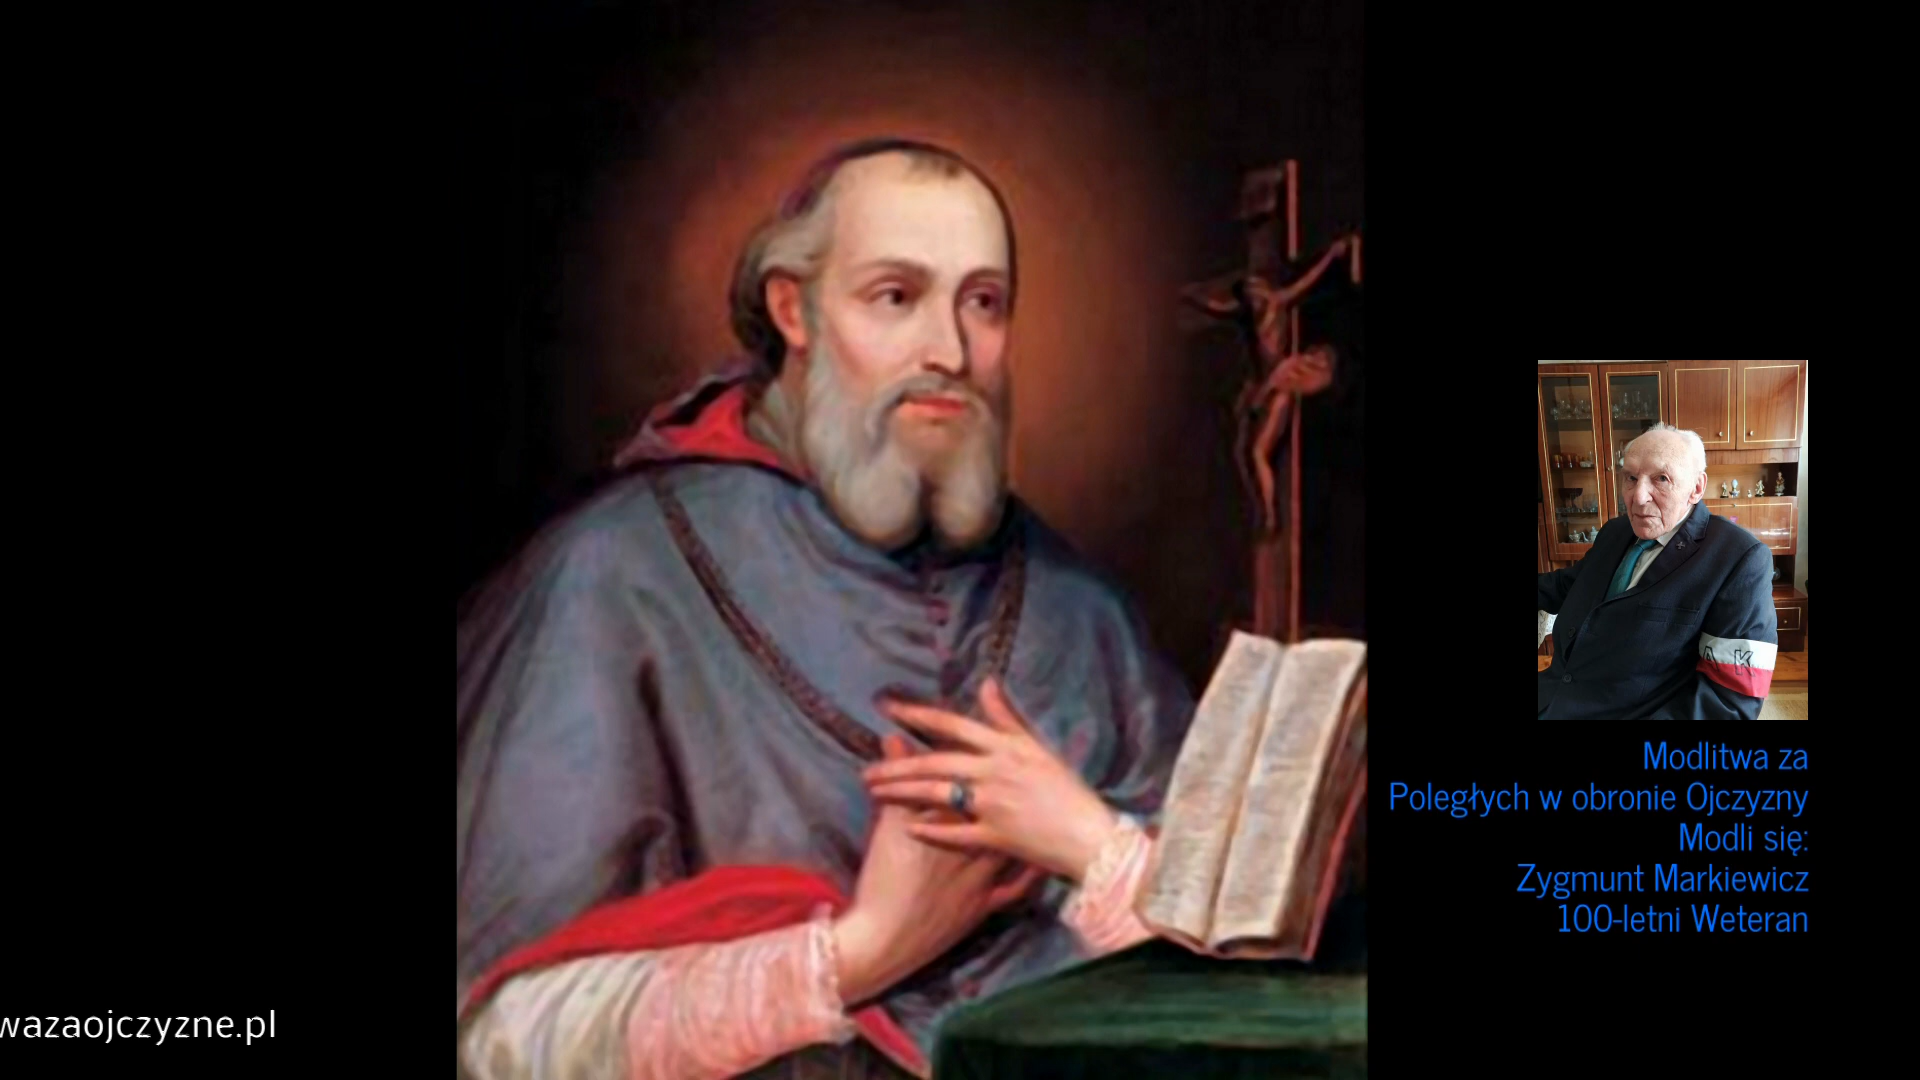 A K
Modlitwa za
Poległych w obronie Ojczyzny
Modli się:
Zygmunt Markiewicz
100-letni Weteran
wazaojczyzne.pl